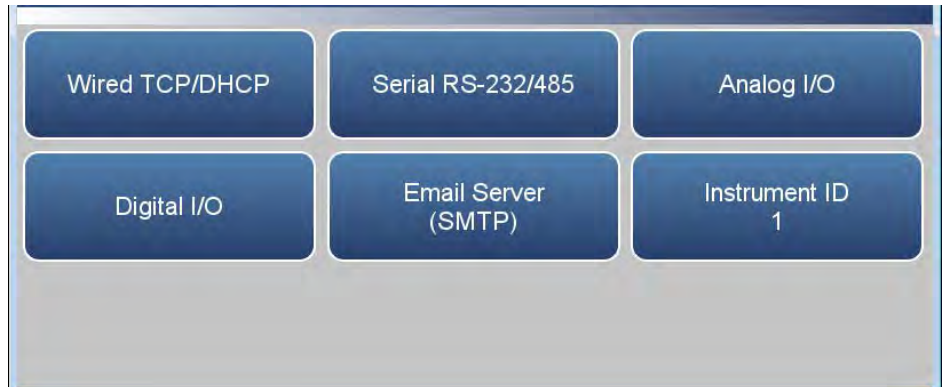 Wired TCP/DHCP
Serial RS-232/485
Analog I/O
Digital I/O
Email Server
(SMTP)
Instrument ID
1